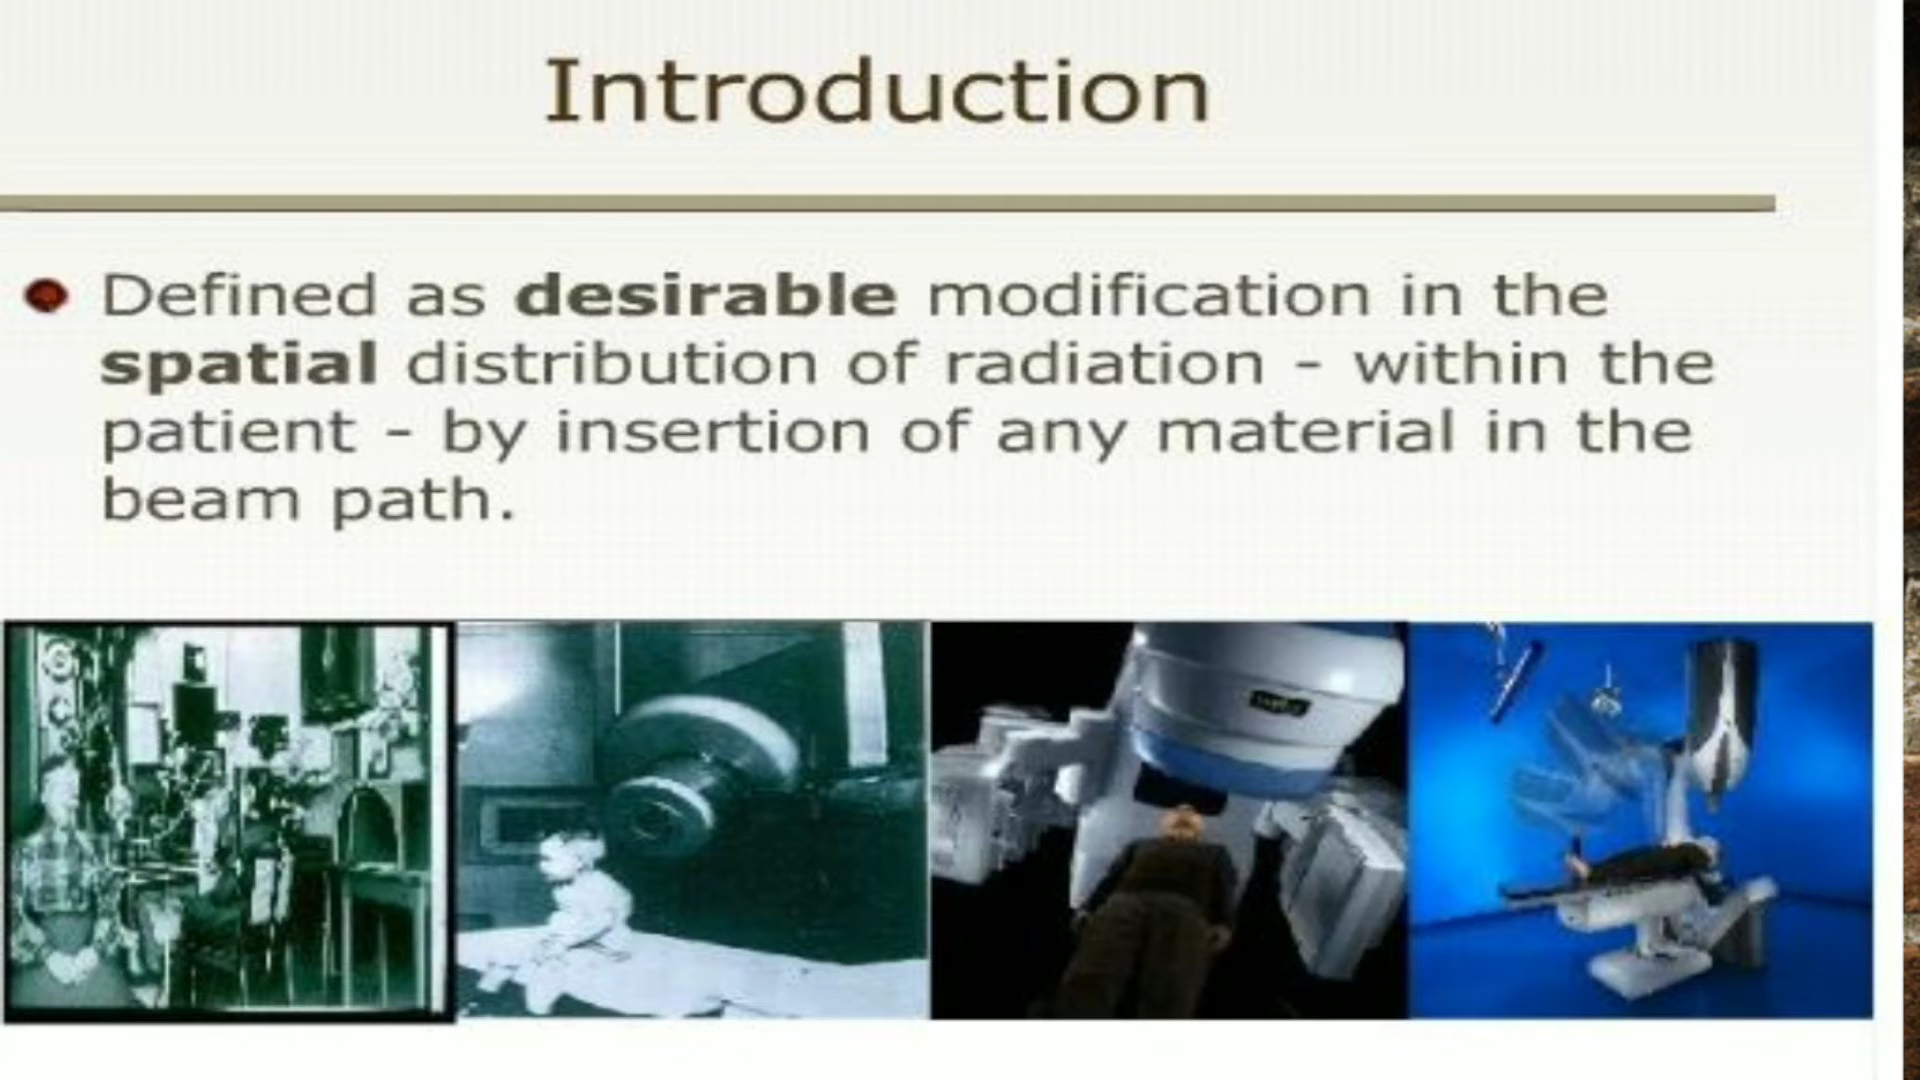 Introduction
Defined as desirable modification in the
spatial distribution of radiation - within the
patient - by insertion of any material in the
beam path.